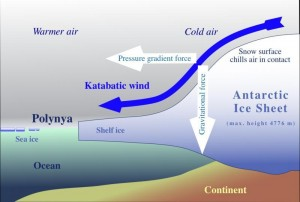 Warmer air
Cold air
Pressure gradient force
Snow surface
chills air in contact
Katabatic wind
Gravitational force
Antarctic
Ice Sheet
(max. height 4776 m)
Polynya
Shelf ice
Sea ice
Ocean
Continent